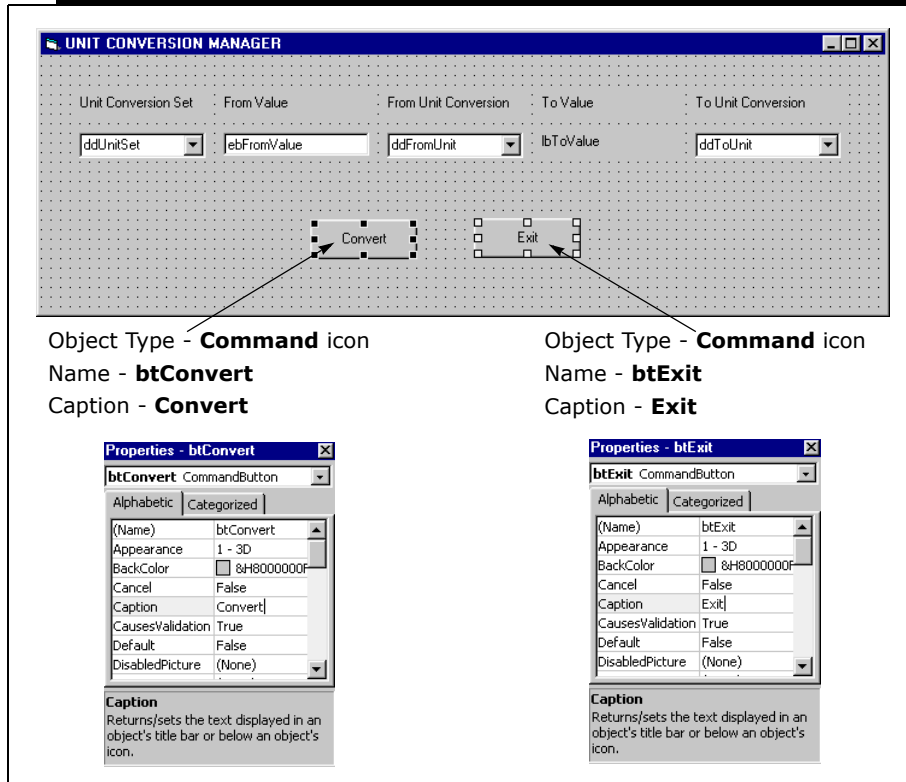 UNIT CONVERSION MANAGER
Unit Conversion Set From Value From Unit Conversion To Value To Unit Conversion
ddUnitSet ebFromValue ddFromUnit lbToValue ddToUnit
Convert Exit
Object Type - Command icon
Name - btConvert
Caption - Convert
Object Type - Command icon
Name - btExit
Caption - Exit
Properties - btConvert
btConvert CommandButton
Alphabetic Categorized
(Name) btConvert
Appearance 1 - 3D
BackColor &H8000000F
Cancel False
Caption Convert
CausesValidation True
Default False
DisabledPicture (None)
Caption
Returns/sets the text displayed in an
object's title bar or below an object's
icon.
Properties - btExit
btExit CommandButton
Alphabetic Categorized
(Name) btExit
Appearance 1 - 3D
BackColor &H8000000F
Cancel False
Caption Exit
CausesValidation True
Default False
DisabledPicture (None)
Caption
Returns/sets the text displayed in an
object's title bar or below an object's
icon.